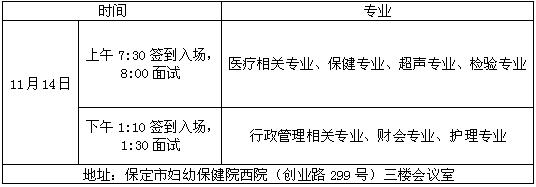 时间 专业
11月14日
上午 7:30 签到入场，
8:00 面试
医疗相关专业、保健专业、超声专业、检验专业
下午 1:10 签到入场，
1:30 面试
行政管理相关专业、财会专业、护理专业
地址：保定市妇幼保健院西院（创业路 299 号）三楼会议室